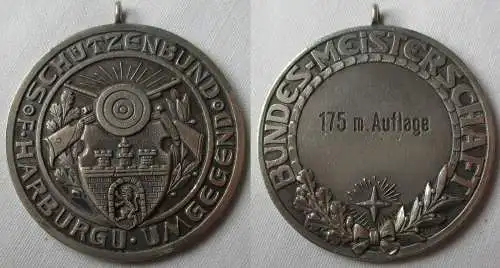 SCHÜTZENBUND F. HARBURG U. UMGEGEND
BUNDES-MEISTERSCHAFT
175 m. Auflage